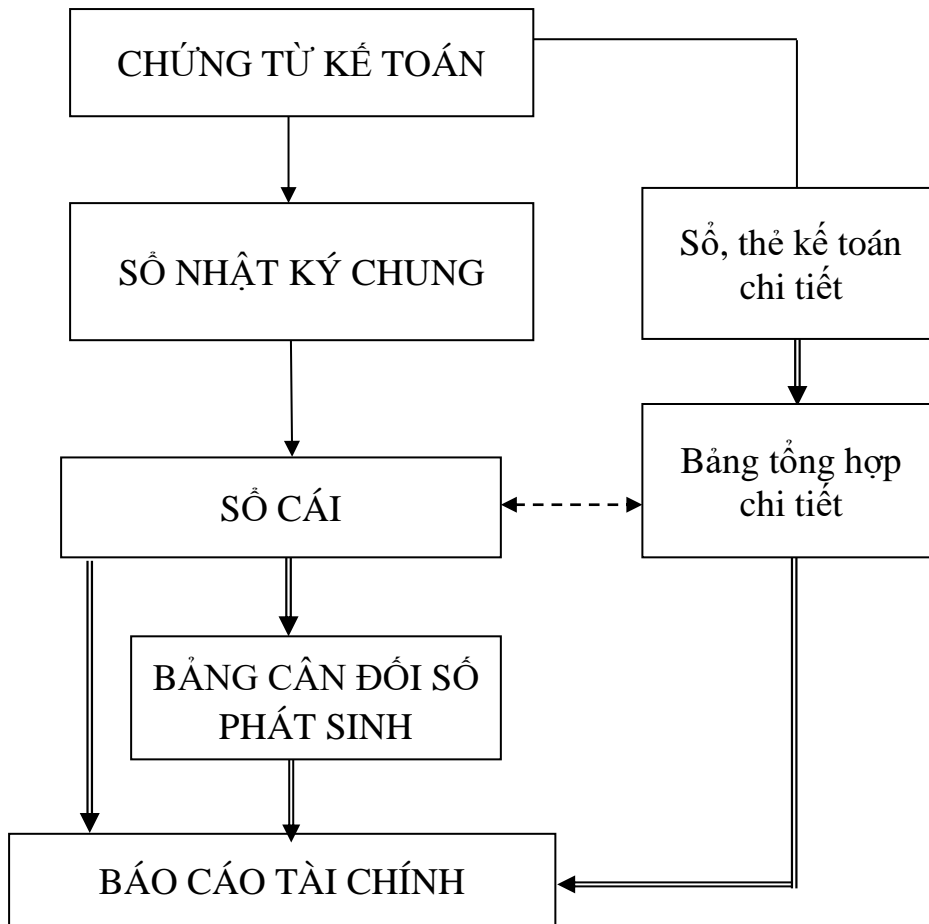 CHỨNG TỪ KẾ TOÁN
SỔ NHẬT KÝ CHUNG
Sổ, thẻ kế toán
chi tiết
SỔ CÁI
Bảng tổng hợp
chi tiết
BẢNG CÂN ĐỐI SỐ
PHÁT SINH
BÁO CÁO TÀI CHÍNH